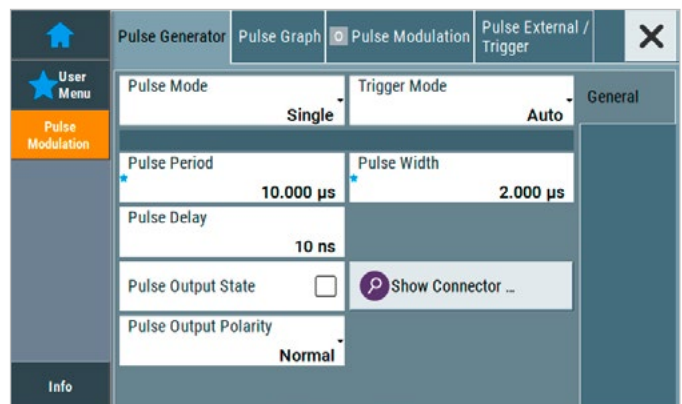 Pulse Generator
Pulse Graph
Pulse Modulation
Pulse External /
Trigger
User
Menu
Pulse
Modulation
Info
Pulse Mode
Single
Trigger Mode
Auto
General
Pulse Period
10.000 µs
Pulse Width
2.000 µs
Pulse Delay
10 ns
Pulse Output State
Show Connector ...
Pulse Output Polarity
Normal